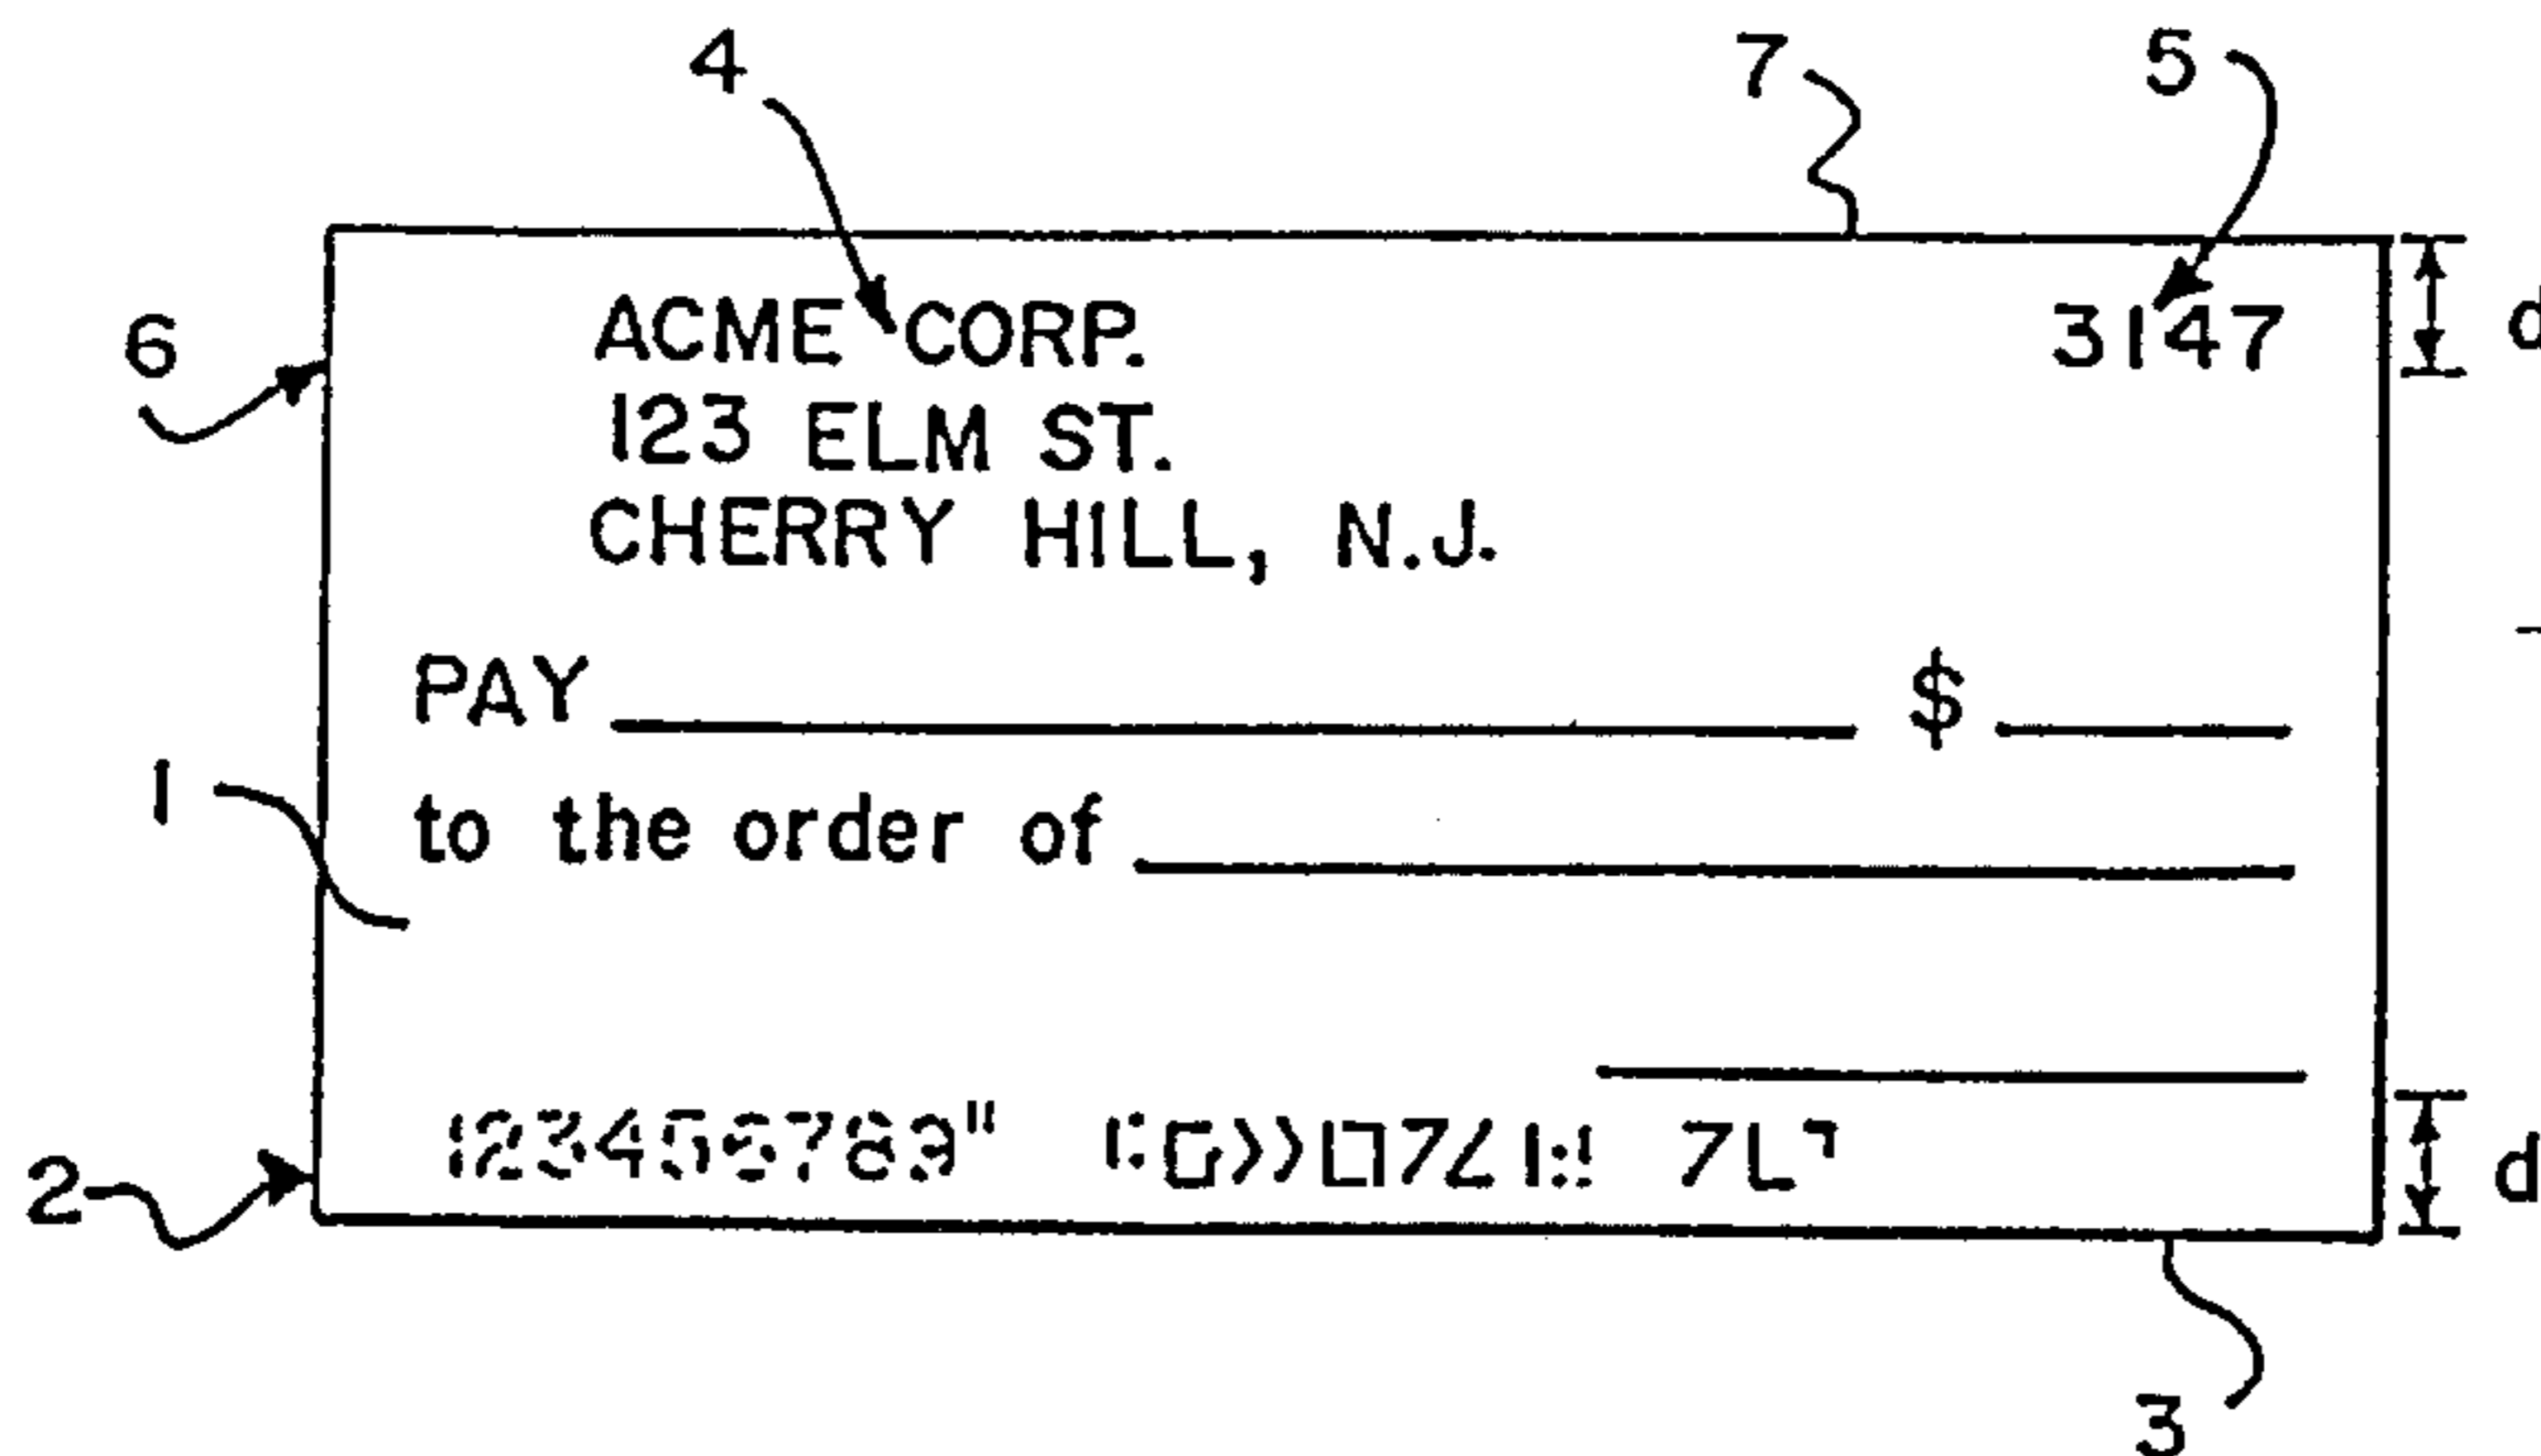 4 7 5
ACME CORP. 3147 d
6
123 ELM ST.
CHERRY HILL, N.J.
PAY $
1 to the order of
123456789"
2 d
3